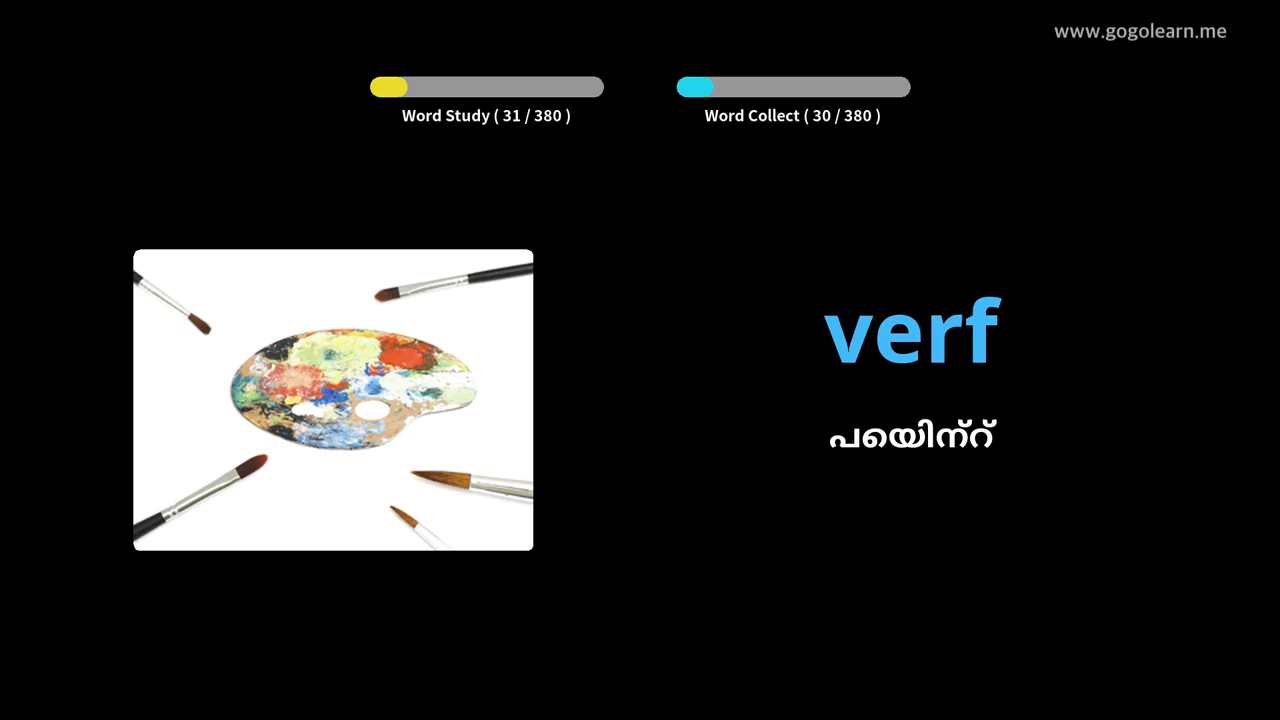 www.gogolearn.me
Word Study ( 31 / 380 )
Word Collect ( 30 / 380 )
verf
പയെിന്റ്